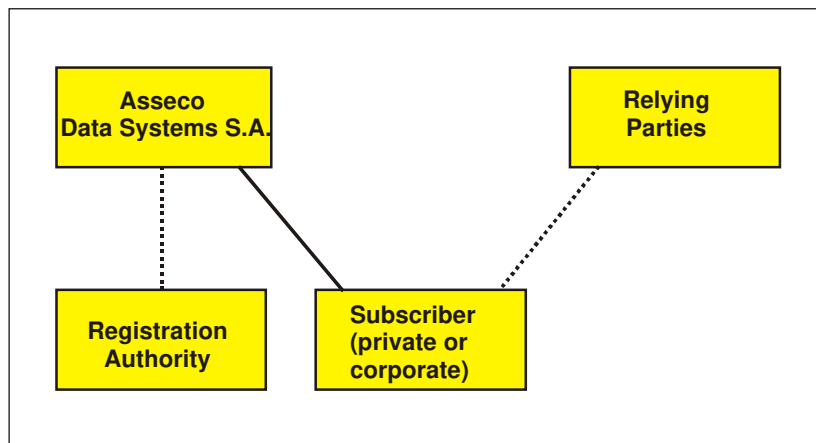 Asseco
Data Systems S.A.
Relying
Parties
Registration
Authority
Subscriber
(private or
corporate)